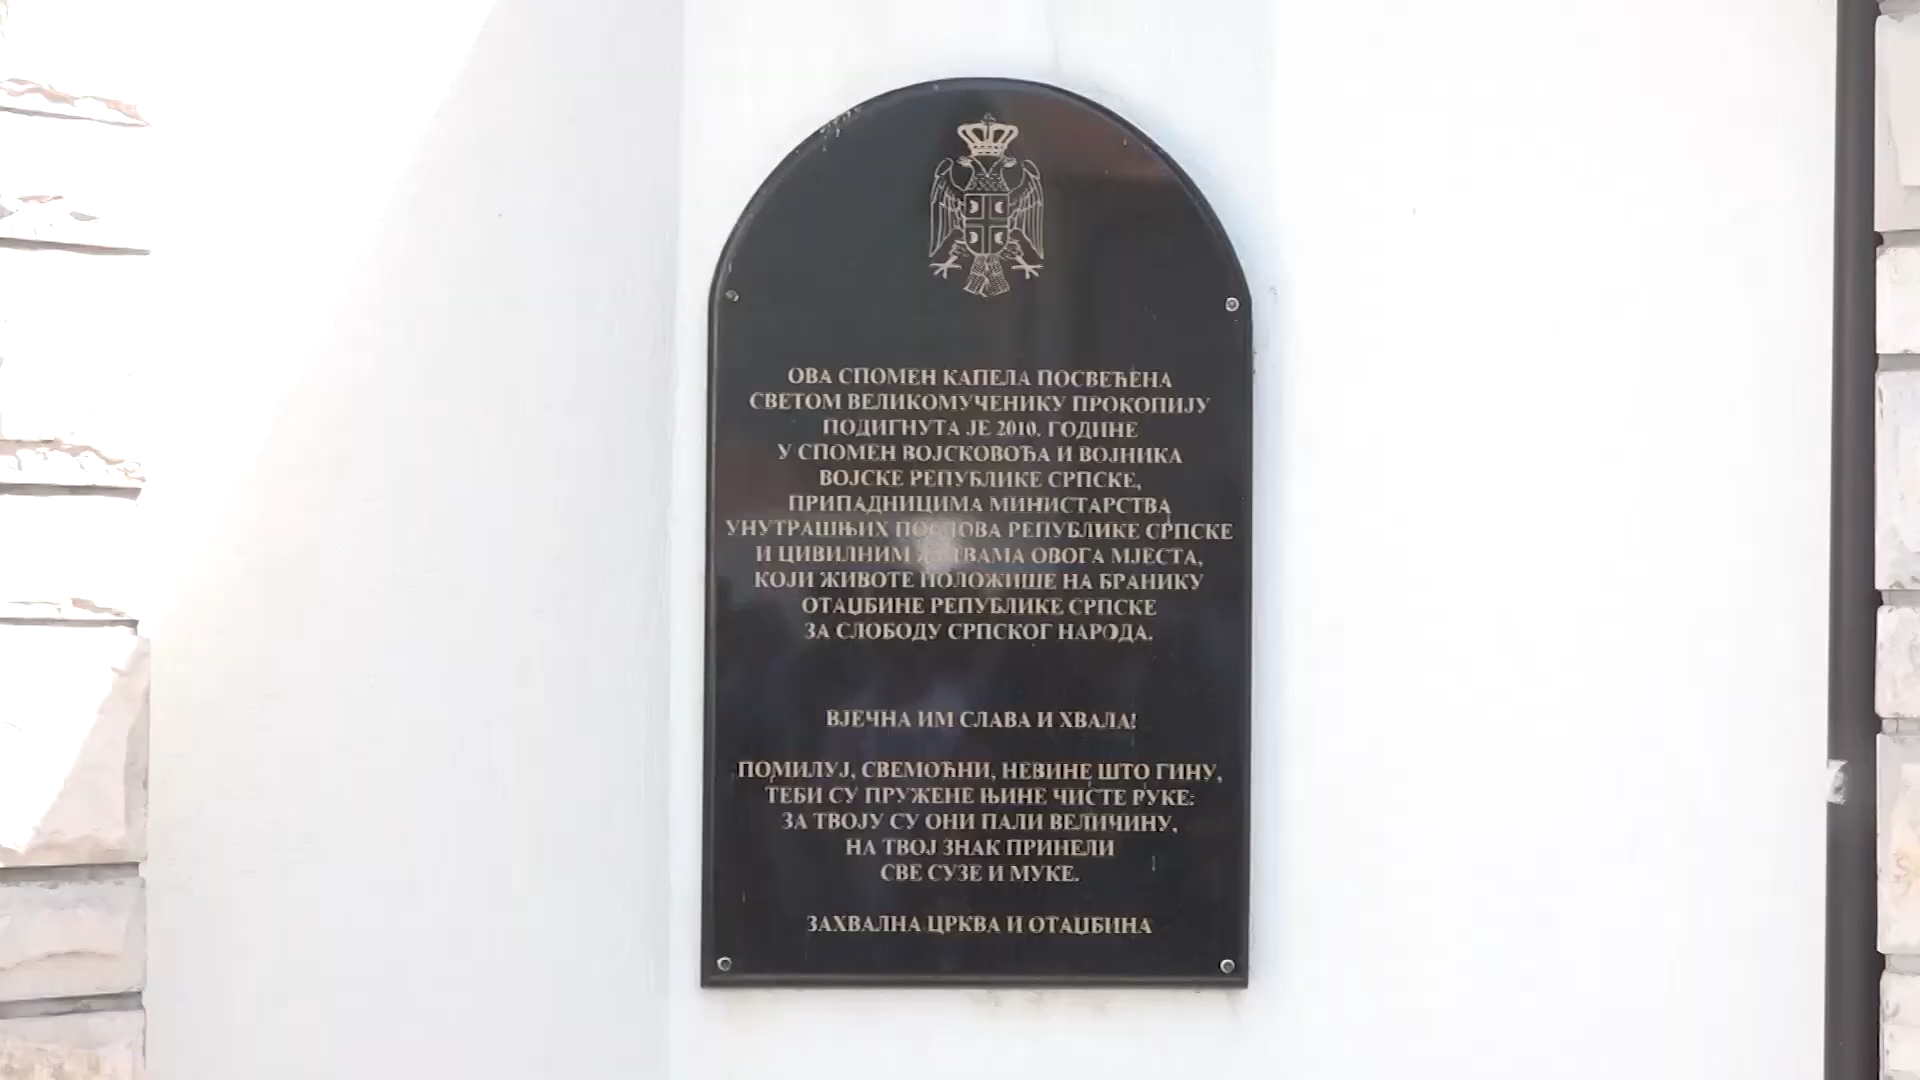 ОВА СПОМЕН КАПЕЛА ПОСВЕЋЕНА
СВЕТОМ ВЕЛИКОМУЧЕНИКУ ПРОКОПИЈУ
ПОДИГНУТА ЈЕ 2010. ГОДИНЕ
У СПОМЕН ВОЈСКОВОЂА И ВОЈНИКА
ВОЈСКЕ РЕПУБЛИКЕ СРПСКЕ,
ПРИПАДНИЦИМА МИНИСТАРСТВА
УНУТРАШЊИХ ПОСЛОВА РЕПУБЛИКЕ СРПСКЕ
И ЦИВИЛНИМ ЖРТВАМА ОВОГА МЈЕСТА,
КОЈИ ЖИВОТЕ ПОЛОЖИШЕ НА БРАНИКУ
ОТАЏБИНЕ РЕПУБЛИКЕ СРПСКЕ
ЗА СЛОБОДУ СРПСКОГ НАРОДА.
ВЈЕЧНА ИМ СЛАВА И ХВАЛА!
ПОМИЛУЈ, СВЕМОЋНИ, НЕВИНЕ ШТО ГИНУ,
ТЕБИ СУ ПРУЖЕНЕ ЊИНЕ ЧИСТЕ РУКЕ:
ЗА ТВОЈУ СУ ОНИ ПАЛИ ВЕЛИЧИНУ,
НА ТВОЈ ЗНАК ПРИНЕЛИ
СВЕ СУЗЕ И МУКЕ.
ЗАХВАЛНА ЦРКВА И ОТАЏБИНА